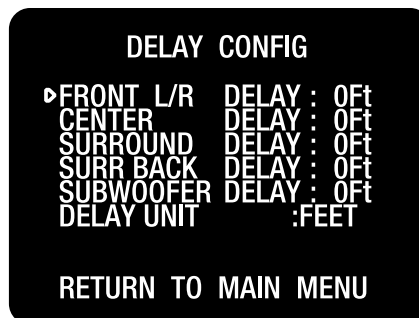 DELAY CONFIG
FRONT L/R DELAY : 0Ft
CENTER DELAY : 0Ft
SURROUND DELAY : 0Ft
SURR BACK DELAY : 0Ft
SUBWOOFER DELAY : 0Ft
DELAY UNIT :FEET
RETURN TO MAIN MENU